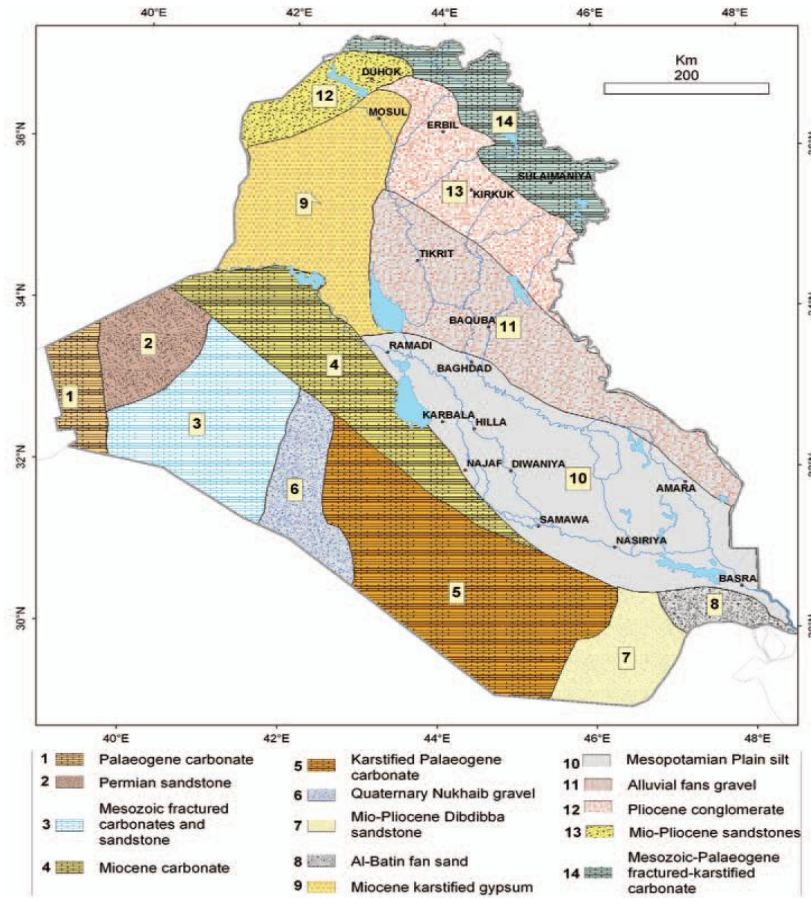 40°E
42°E
44°E
46°E
48°E
Km
200
DUHOK
12
MOSUL
14
36°N
ERBIL
SULAIMANIYA
13
KIRKUK
9
TIKRIT
34°N
34°N
2
BAQUBA
11
RAMADI
4
BAGHDAD
1
3
KARBALA
HILLA
32°N
NAJAF
DIWANIYA
10
AMARA
6
SAMAWA
NASIRIYA
BASRA
30°N
5
8
7
40°E
42°E
44°E
46°E
48°E
1 Palaeogene carbonate
2 Permian sandstone
3 Mesozoic fractured
carbonates and
sandstone
4 Miocene carbonate
5 Karstified Palaeogene
carbonate
6 Quaternary Nukhaib gravel
7 Mio-Pliocene Dibdibba
sandstone
8 Al-Batin fan sand
9 Miocene karstified gypsum
10 Mesopotamian Plain silt
11 Alluvial fans gravel
12 Pliocene conglomerate
13 Mio-Pliocene sandstones
14 Mesozoic-Palaeogene
fractured-karstified
carbonate